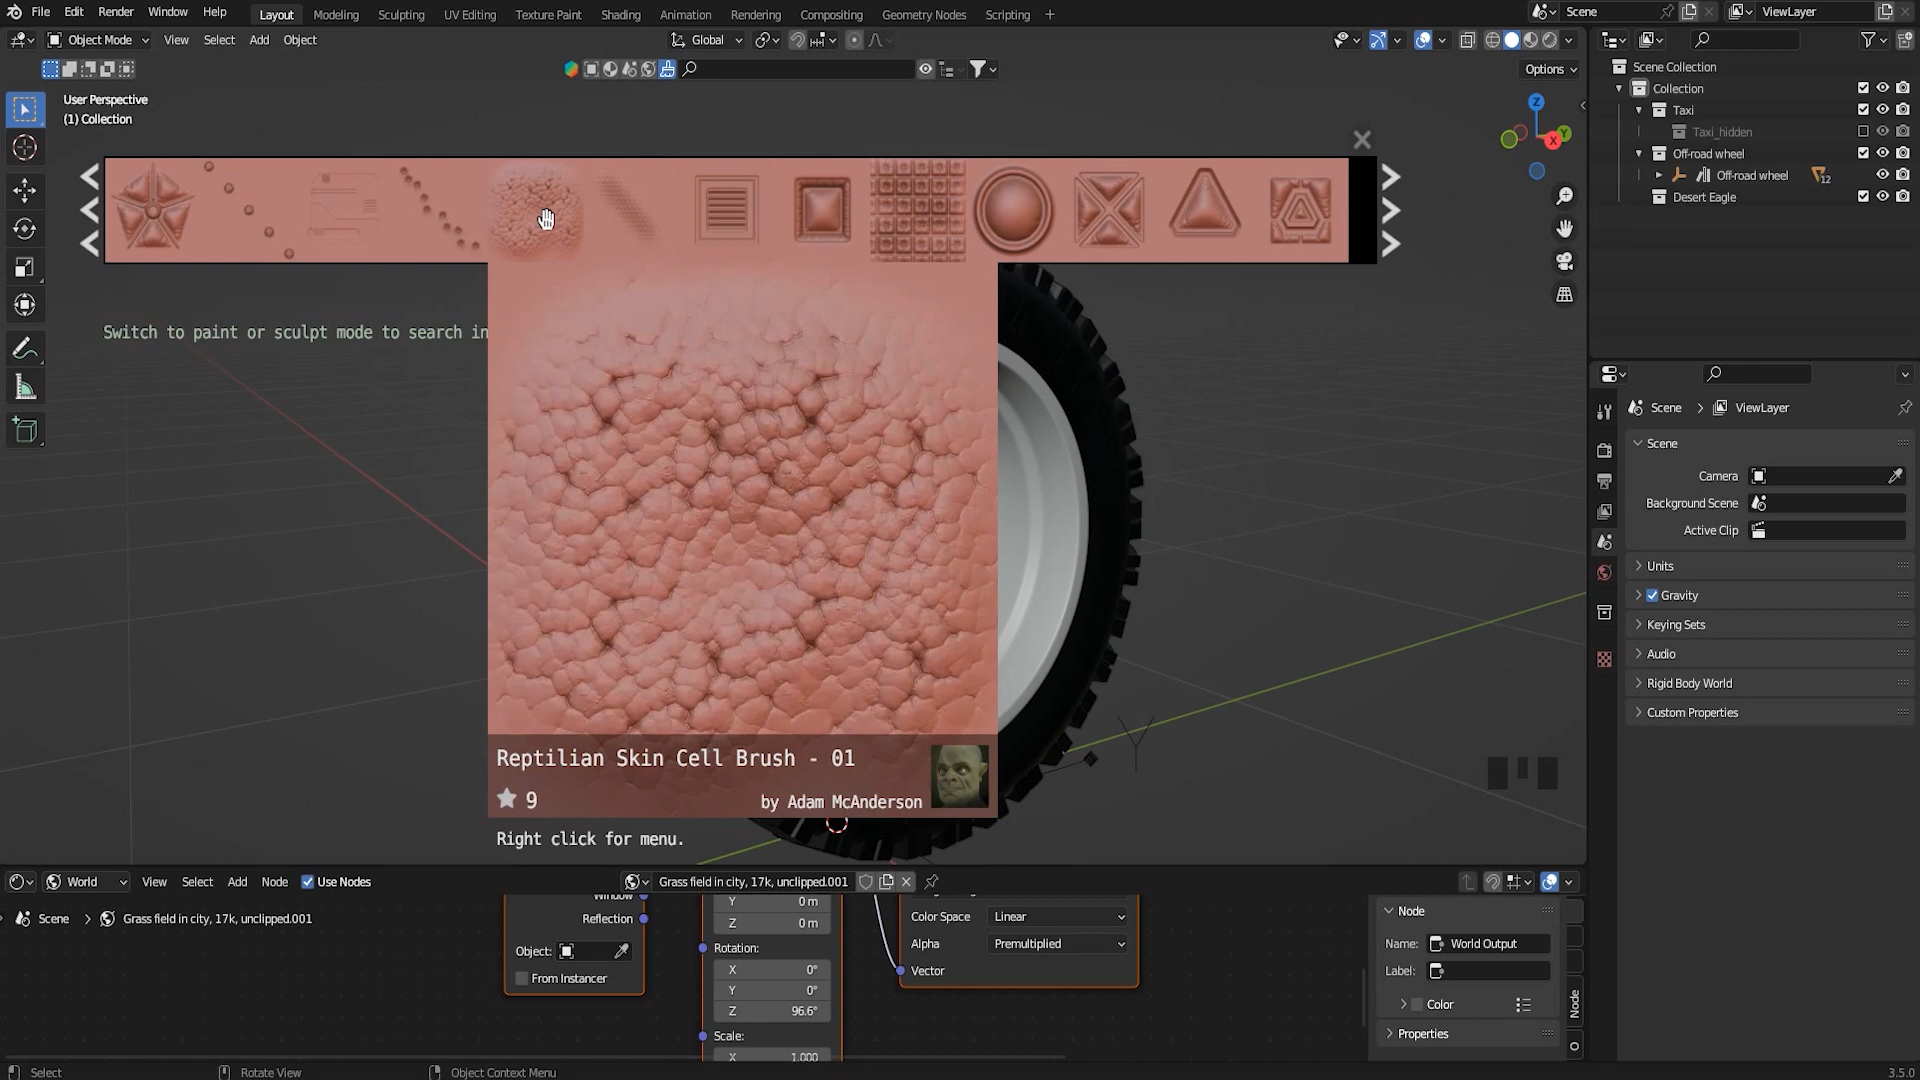 File Edit Render Window Help Layout Modeling Sculpting UV Editing Texture Paint Shading Animation Rendering Compositing Geometry Nodes Scripting + Scene ViewLayer
Object Mode View Select Add Object Global
Options
User Perspective
(1) Collection
Scene Collection
Collection
Taxi
Taxi_hidden
Off-road wheel
Off-road wheel 12
Desert Eagle
Z
Y
X
Switch to paint or sculpt mode to search in
Reptilian Skin Cell Brush - 01
9 by Adam McAnderson
Right click for menu.
Scene > ViewLayer
Scene
Camera
Background Scene
Active Clip
Units
Gravity
Keying Sets
Audio
Rigid Body World
Custom Properties
World View Select Add Node Use Nodes Grass field in city, 17k, unclipped.001
Scene > Grass field in city, 17k, unclipped.001
Window
Reflection
Object:
From Instancer
Y 0 m
Z 0 m
Rotation:
X 0°
Y 0°
Z 96.6°
Scale:
X 1.000
Color Space Linear
Alpha Premultiplied
Vector
Node
Name: World Output
Label:
Color
Properties
Node
Select Rotate View Object Context Menu 3.5.0